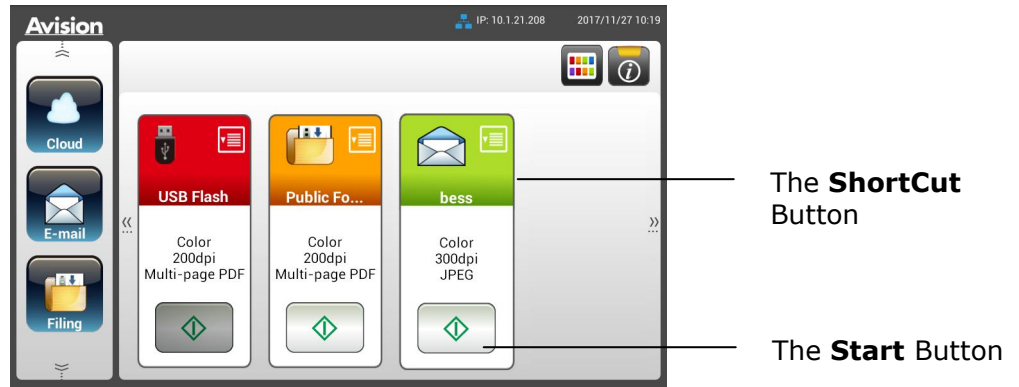 Avision
IP: 10.1.21.208
2017/11/27 10:19
Cloud
E-mail
Filing
USB Flash
Color
200dpi
Multi-page PDF
Public Fo...
Color
200dpi
Multi-page PDF
bess
Color
300dpi
JPEG
The ShortCut
Button
The Start Button